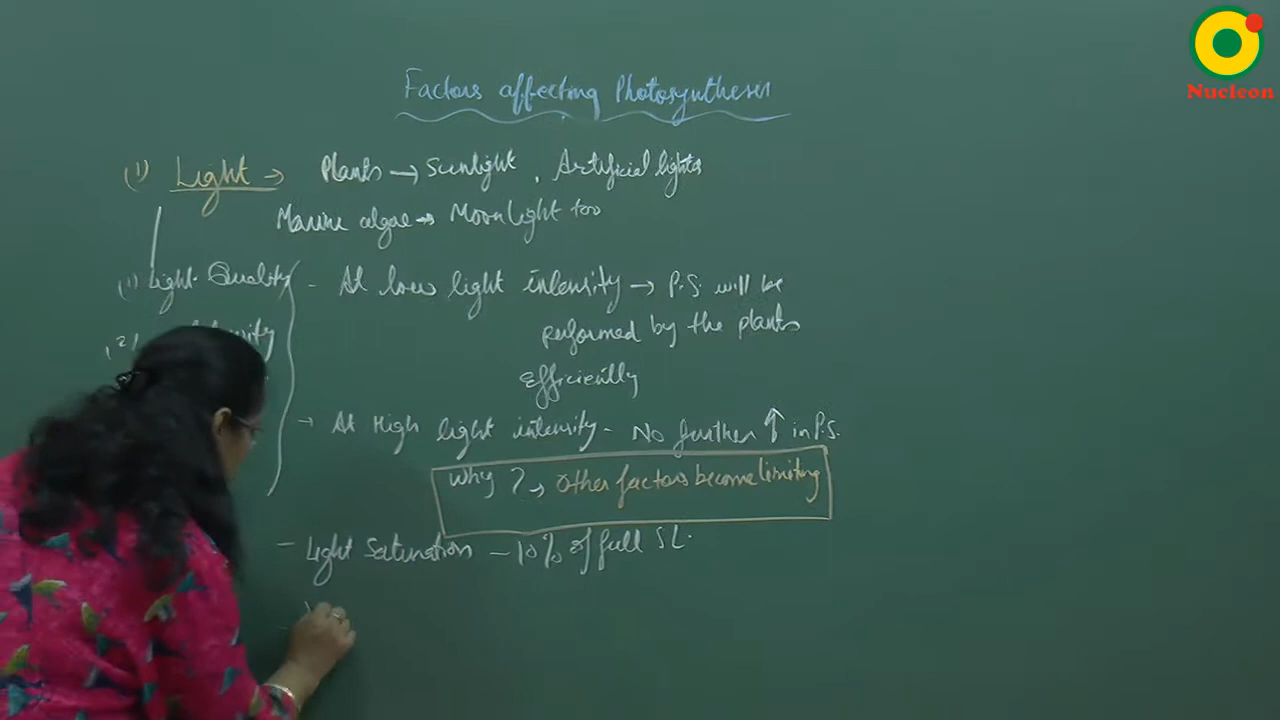 Nucleon
Factors affecting Photosynthesis
(1) Light → Plants → Sunlight, Artificial lights
Marine algae → Moonlight too
(1) Light Quality - At low light intensity → P.S. will be
(2)
performed by the plants
efficiently
→ At High light intensity - No further ↑ in P.S.
Why ? → Other factors become limiting
- Light Saturation - 10% of full S.L.